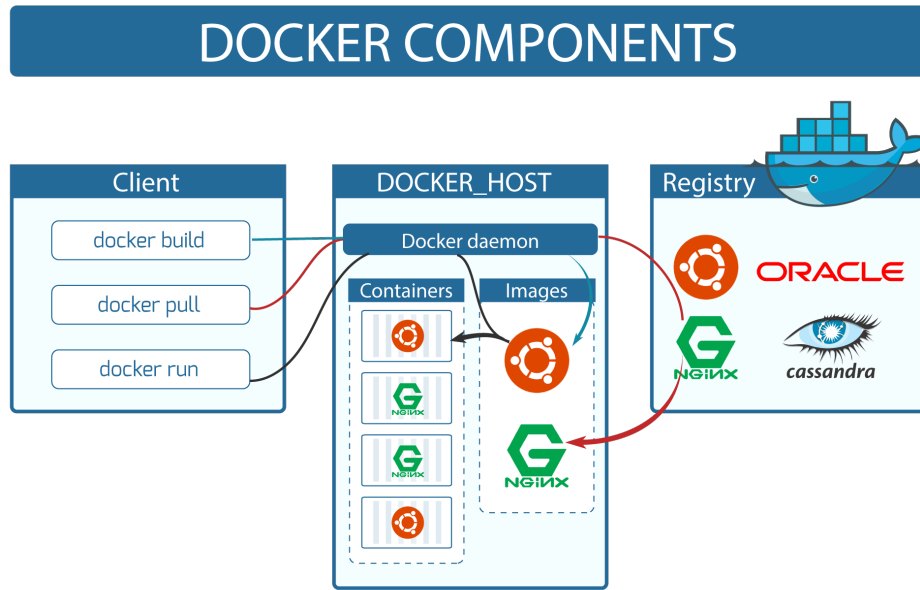 DOCKER COMPONENTS
Client
docker build
docker pull
docker run
DOCKER_HOST
Docker daemon
Containers
NGiNX
NGiNX
Images
NGiNX
Registry
ORACLE
NGiNX
cassandra